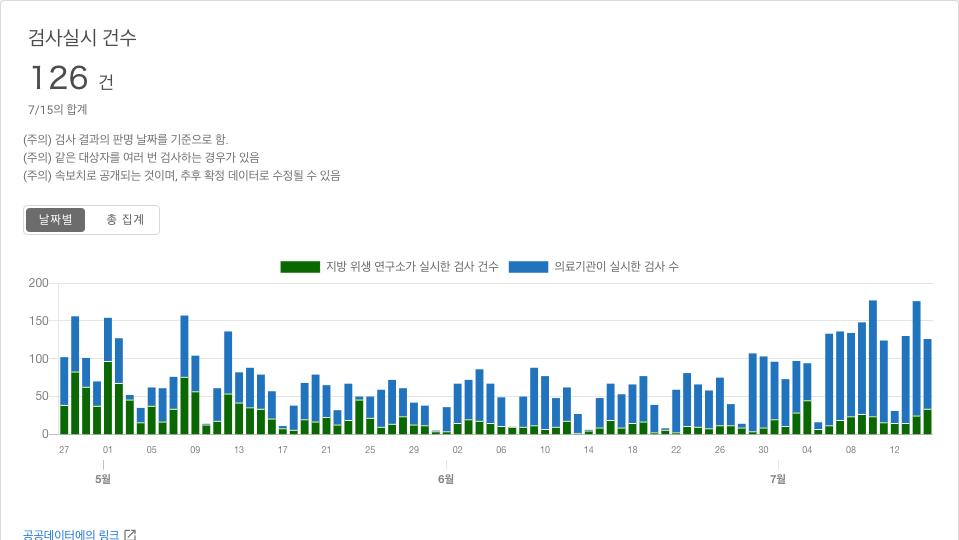 검사실시 건수
126 건
7/15의 합계
(주의) 검사 결과의 판명 날짜를 기준으로 함.
(주의) 같은 대상자를 여러 번 검사하는 경우가 있음
(주의) 속보치로 공개되는 것이며, 추후 확정 데이터로 수정될 수 있음
날짜별 총 집계
지방 위생 연구소가 실시한 검사 건수 의료기관이 실시한 검사 수
200
150
100
50
0
27 01 05 09 12 15 18 21 24 26 28 30 02 06 10 14 18 22 26 30 04 08 12
5월 6월 7월
공공데이터에의 링크